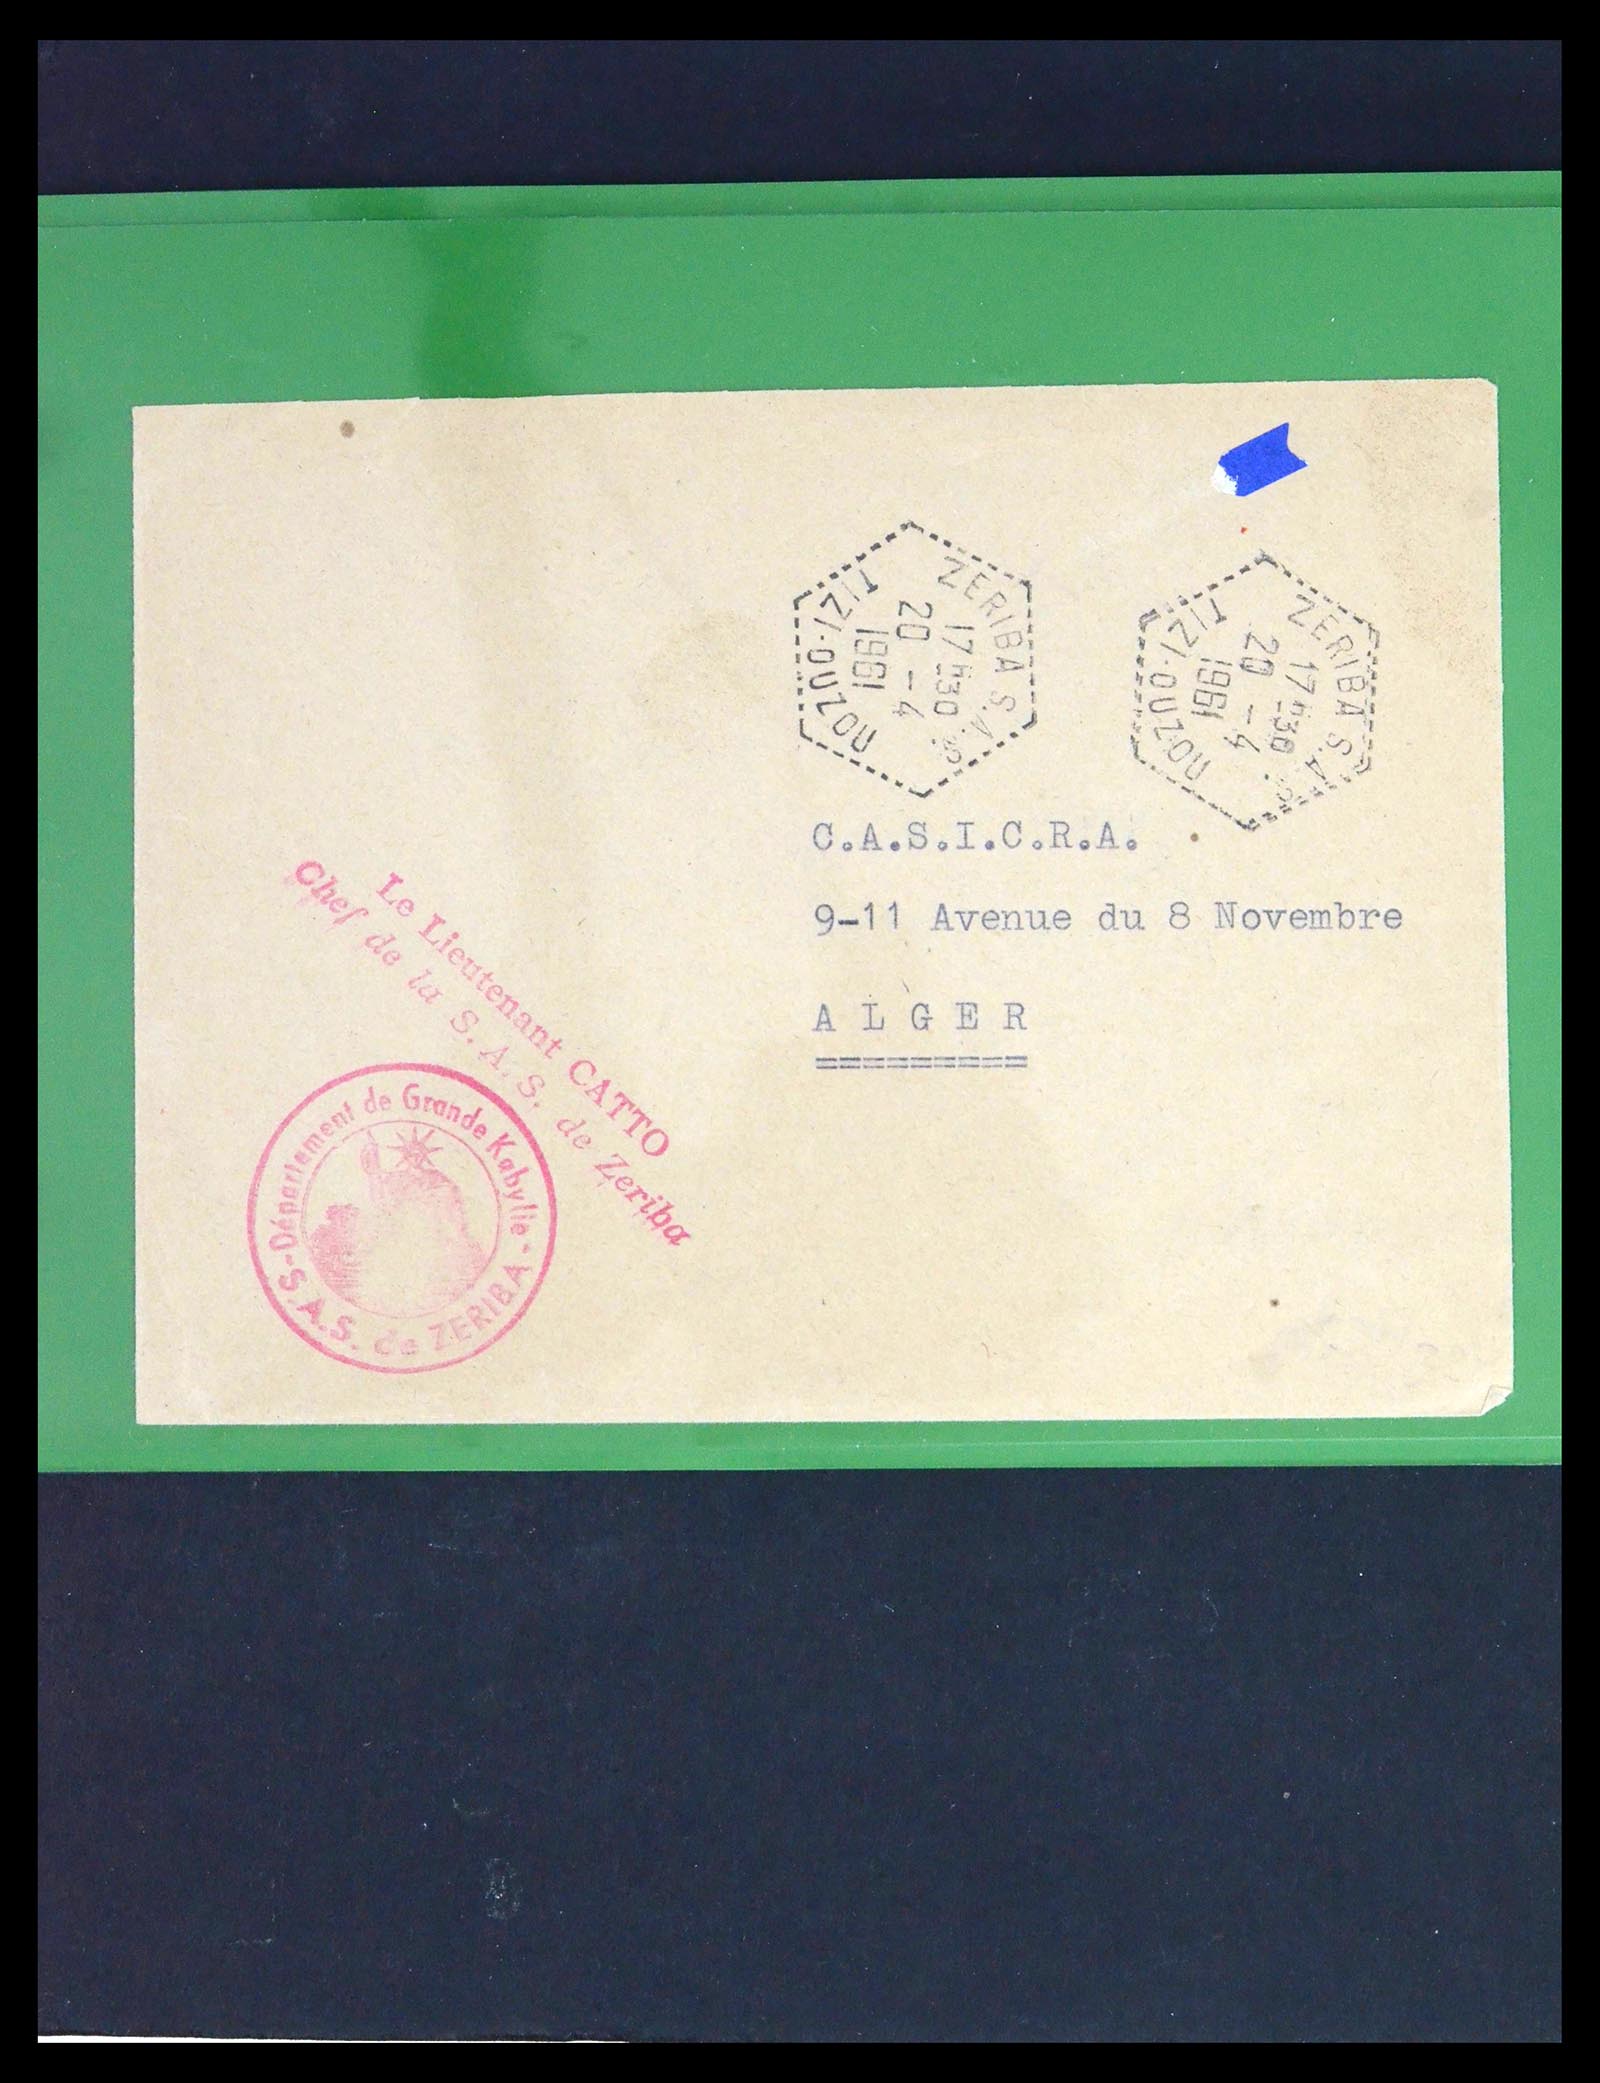 ZERIBA S.A.S.
17h30
20 - 4
1961
TIZI-OUZOU
ZERIBA S.A.S.
17h30
20 - 4
1961
TIZI-OUZOU
C.A.S.I.C.R.A.
9-11 Avenue du 8 Novembre
A L G E R
=========
Le Lieutenant CATTO
Chef de la S. A. S. de Zeriba
-Département de Grande Kabylie-
S.A.S. de ZERIBA